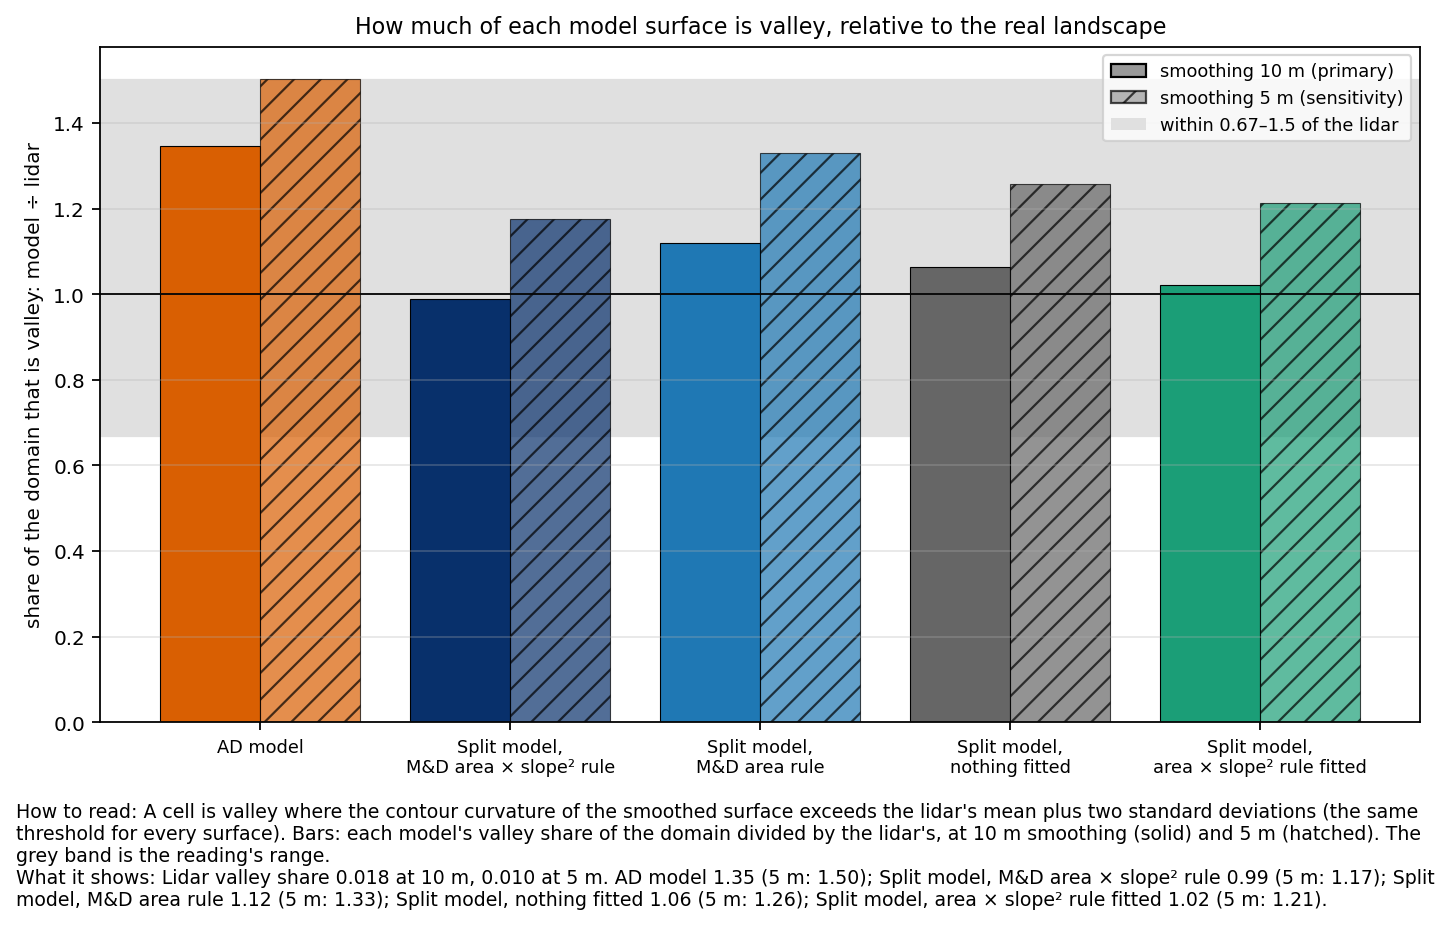 How much of each model surface is valley, relative to the real landscape
smoothing 10 m (primary)
smoothing 5 m (sensitivity)
within 0.67–1.5 of the lidar
share of the domain that is valley: model ÷ lidar
1.4
1.2
1.0
0.8
0.6
0.4
0.2
0.0
AD model
Split model,
M&D area × slope² rule
Split model,
M&D area rule
Split model,
nothing fitted
Split model,
area × slope² rule fitted
How to read: A cell is valley where the contour curvature of the smoothed surface exceeds the lidar's mean plus two standard deviations (the same
threshold for every surface). Bars: each model's valley share of the domain divided by the lidar's, at 10 m smoothing (solid) and 5 m (hatched). The
grey band is the reading's range.
What it shows: Lidar valley share 0.018 at 10 m, 0.010 at 5 m. AD model 1.35 (5 m: 1.50); Split model, M&D area × slope² rule 0.99 (5 m: 1.17); Split
model, M&D area rule 1.12 (5 m: 1.33); Split model, nothing fitted 1.06 (5 m: 1.26); Split model, area × slope² rule fitted 1.02 (5 m: 1.21).